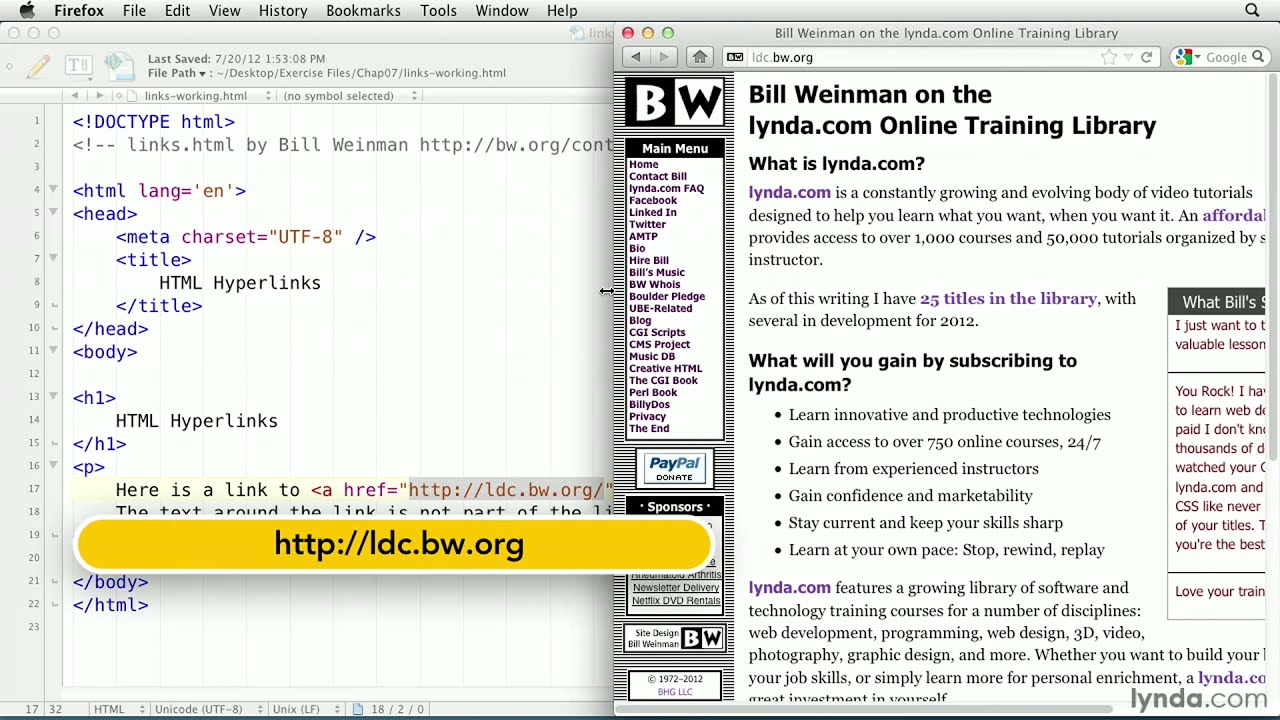 Firefox File Edit View History Bookmarks Tools Window Help
links
Last Saved: 7/20/12 1:53:08 PM
File Path ▾ : ~/Desktop/Exercise Files/Chap07/links-working.html
links-working.html (no symbol selected)
1 <!DOCTYPE html>
2 <!-- links.html by Bill Weinman http://bw.org/cont
3
4 <html lang='en'>
5 <head>
6 <meta charset="UTF-8" />
7 <title>
8 HTML Hyperlinks
9 </title>
10 </head>
11 <body>
12
13 <h1>
14 HTML Hyperlinks
15 </h1>
16 <p>
17 Here is a link to <a href="http://ldc.bw.org/"
18 The text around the link is not part of the li
19
20
21 </body>
22 </html>
23
http://ldc.bw.org
17 32 HTML Unicode (UTF-8) Unix (LF) 18 / 2 / 0
Bill Weinman on the lynda.com Online Training Library
BW ldc.bw.org Google
BW
Main Menu
Home
Contact Bill
lynda.com FAQ
Facebook
Linked In
Twitter
AMTP
Bio
Hire Bill
Bill's Music
BW Whois
Boulder Pledge
UBE-Related
Blog
CGI Scripts
CMS Project
Music DB
Creative HTML
The CGI Book
Perl Book
BillyDos
Privacy
The End
PayPal
DONATE
· Sponsors ·
Rheumatoid Arthritis
Newsletter Delivery
Netflix DVD Rentals
Site Design
Bill Weinman BW
© 1972–2012
BHG LLC
Bill Weinman on the
lynda.com Online Training Library
What is lynda.com?
lynda.com is a constantly growing and evolving body of video tutorials
designed to help you learn what you want, when you want it. An affordal
provides access to over 1,000 courses and 50,000 tutorials organized by s
instructor.
As of this writing I have 25 titles in the library, with
several in development for 2012.
What will you gain by subscribing to
lynda.com?
• Learn innovative and productive technologies
• Gain access to over 750 online courses, 24/7
• Learn from experienced instructors
• Gain confidence and marketability
• Stay current and keep your skills sharp
• Learn at your own pace: Stop, rewind, replay
lynda.com features a growing library of software and
technology training courses for a number of disciplines:
web development, programming, web design, 3D, video,
photography, graphic design, and more. Whether you want to build your b
your job skills, or simply learn more for personal enrichment, a lynda.co
great investment in yourself.
What Bill's S
I just want to t
valuable lesson
You Rock! I hav
to learn web de
paid I don't kno
thousands of d
watched your C
lynda.com and
CSS like never
of your titles. T
you're the best
Love your train
lynda.com